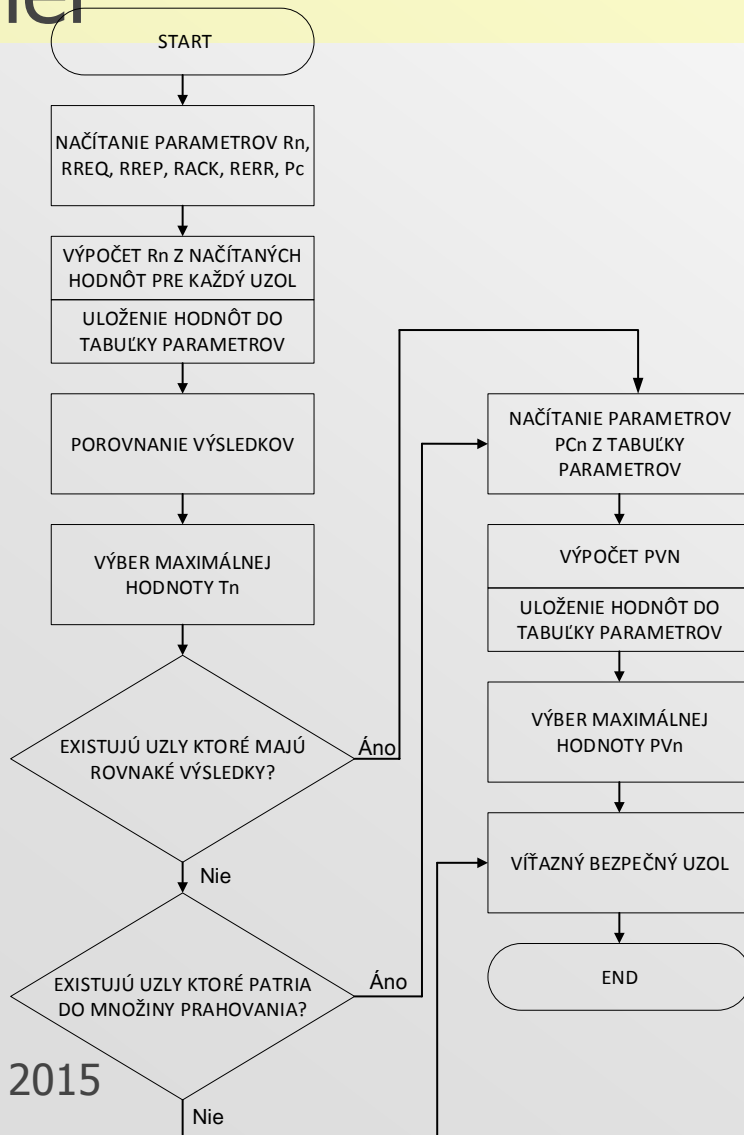 START
NAČÍTANIE PARAMETROV Rn,
RREQ, RREP, RACK, RERR, Pc
VÝPOČET Rn Z NAČÍTANÝCH
HODNÔT PRE KAŽDÝ UZOL
ULOŽENIE HODNÔT DO
TABUĽKY PARAMETROV
POROVNANIE VÝSLEDKOV
VÝBER MAXIMÁLNEJ
HODNOTY Tn
EXISTUJÚ UZLY KTORÉ MAJÚ
ROVNAKÉ VÝSLEDKY?
Áno
Nie
EXISTUJÚ UZLY KTORÉ PATRIA
DO MNOŽINY PRAHOVANIA?
Áno
Nie
NAČÍTANIE PARAMETROV
PCn Z TABUĽKY
PARAMETROV
VÝPOČET PVN
ULOŽENIE HODNÔT DO
TABUĽKY PARAMETROV
VÝBER MAXIMÁLNEJ
HODNOTY PVn
VÍŤAZNÝ BEZPEČNÝ UZOL
END
2015